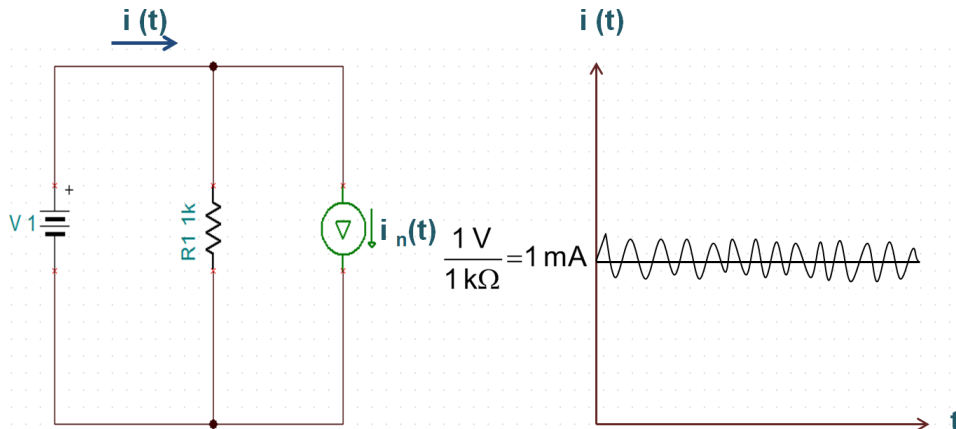 i (t)
V 1
+
R1 1k
i n(t)
i (t)
1 V
1 kΩ
=1 mA
t